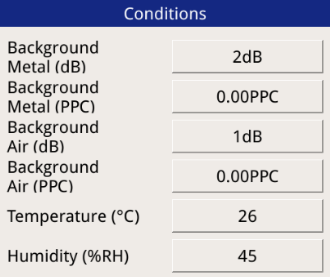 Conditions
Background
Metal (dB)
2dB
Background
Metal (PPC)
0.00PPC
Background
Air (dB)
1dB
Background
Air (PPC)
0.00PPC
Temperature (°C)
26
Humidity (%RH)
45